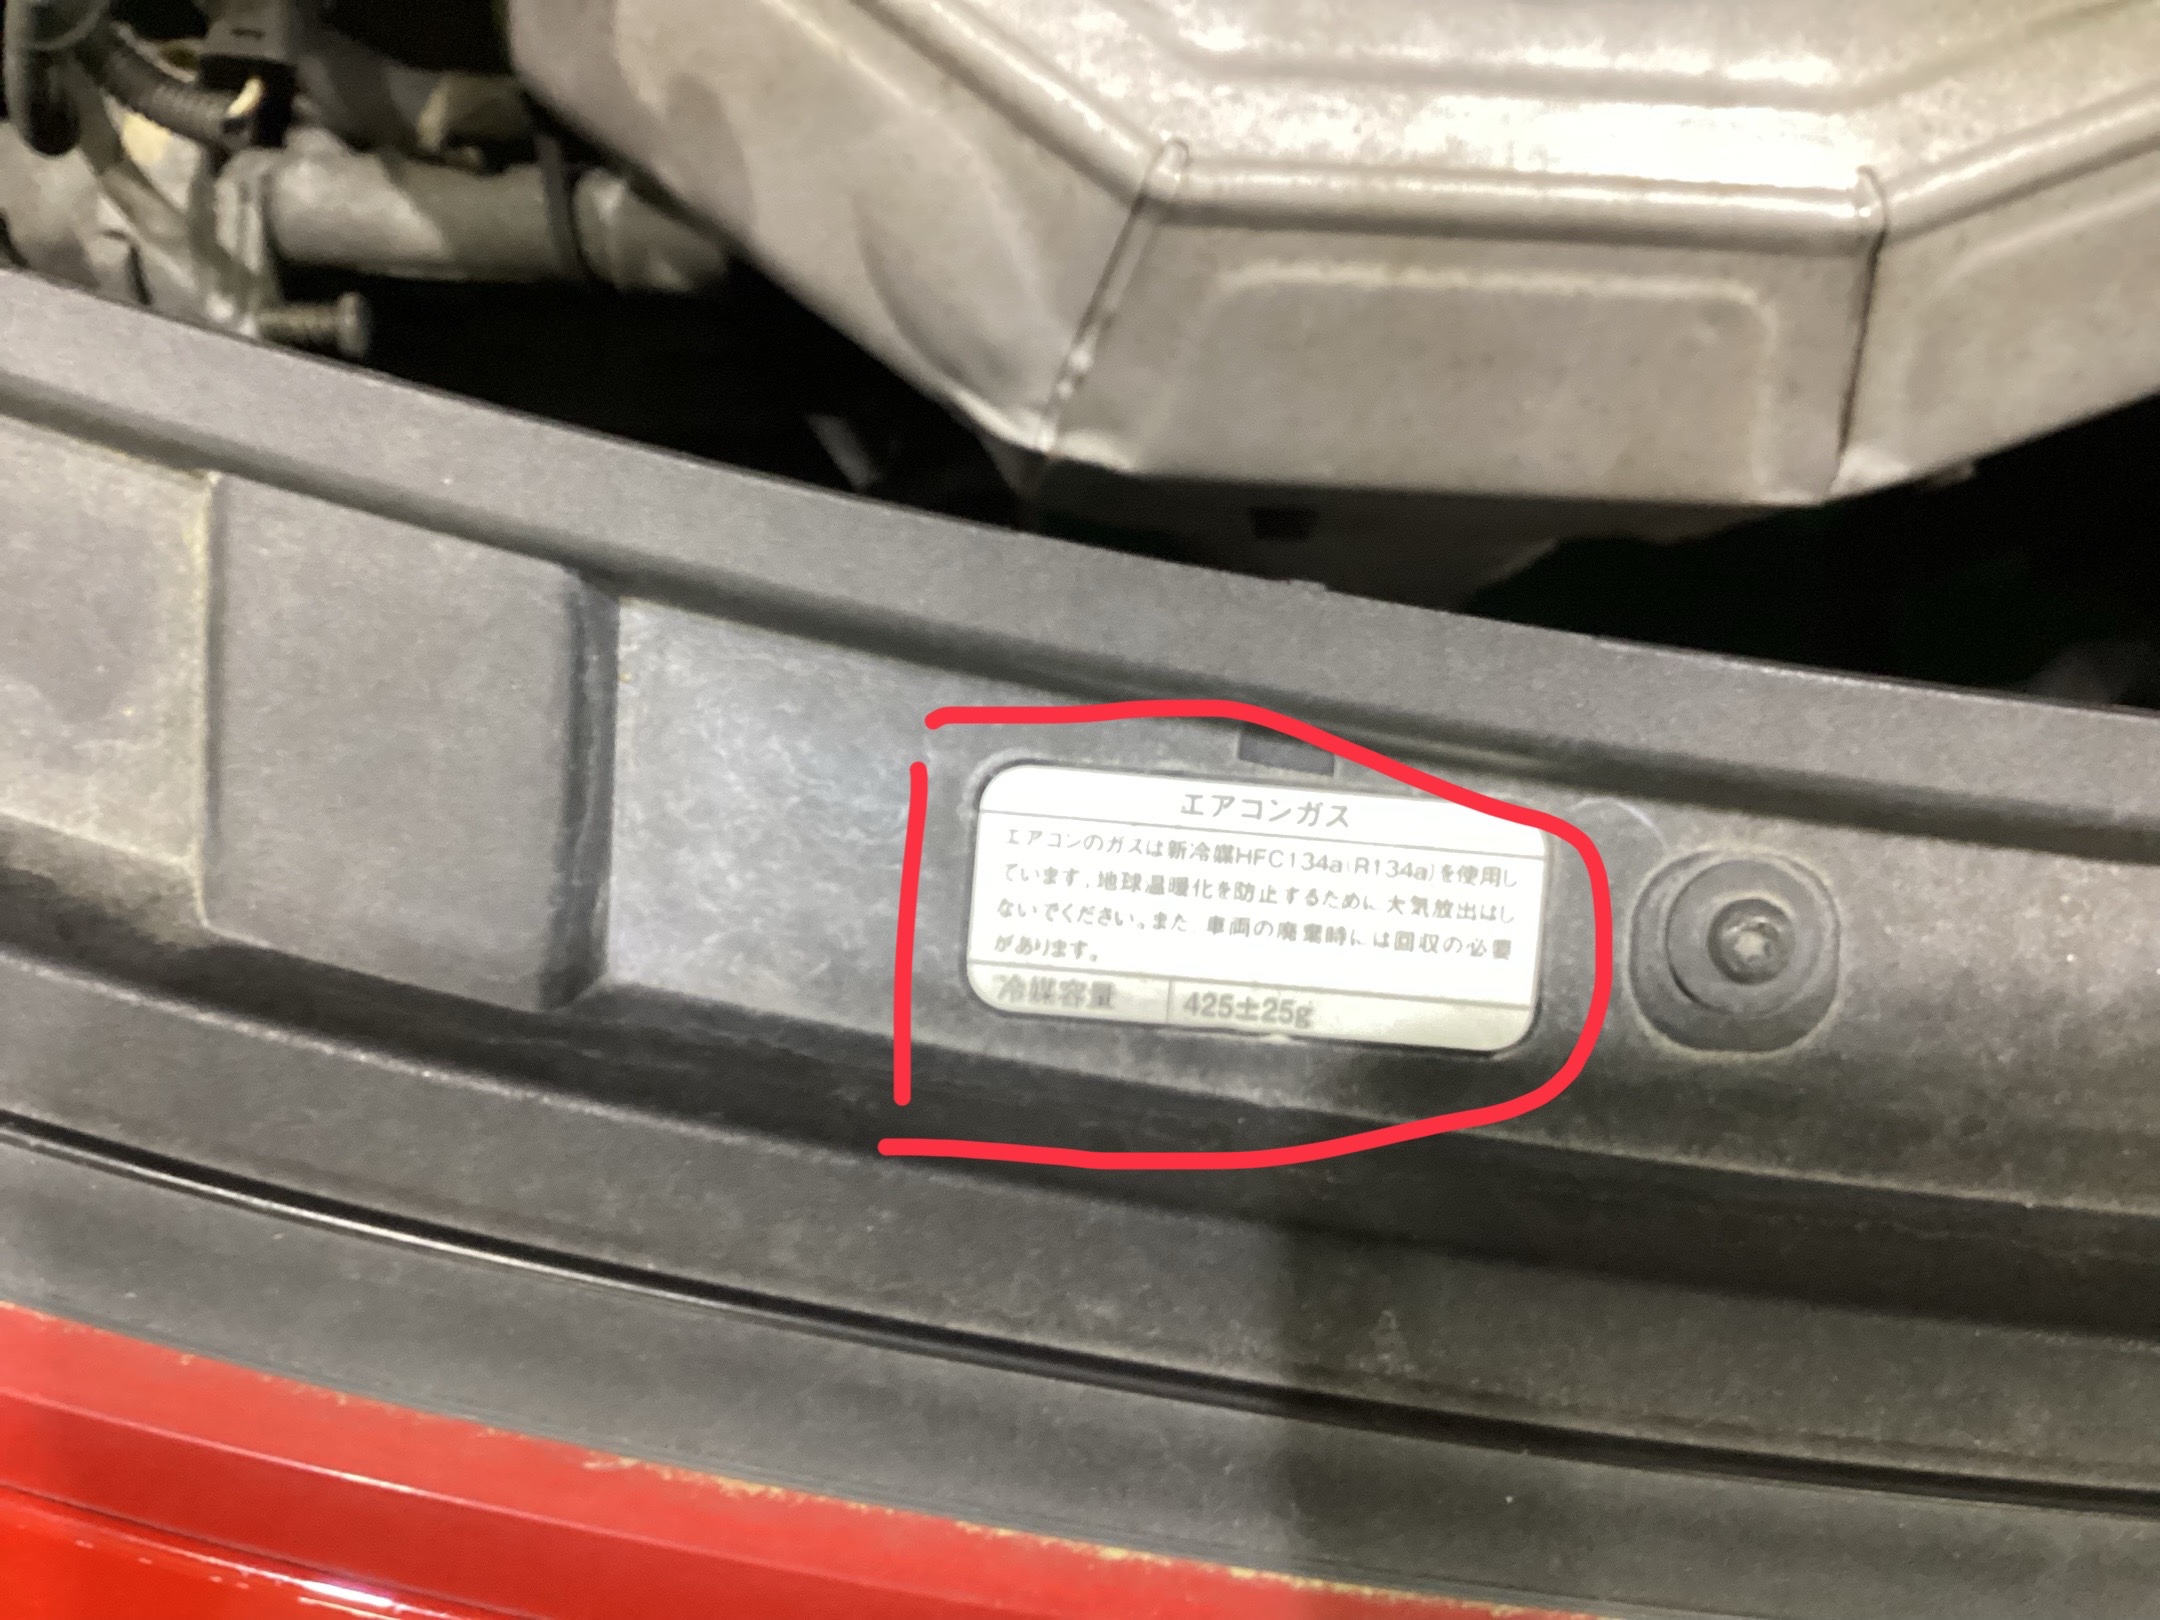 エアコンガス
エアコンのガスは新冷媒HFC134a(R134a)を使用し
ています。地球温暖化を防止するために大気放出はし
ないでください。また、車両の廃棄時には回収の必要
があります。
冷媒容量 425±25g